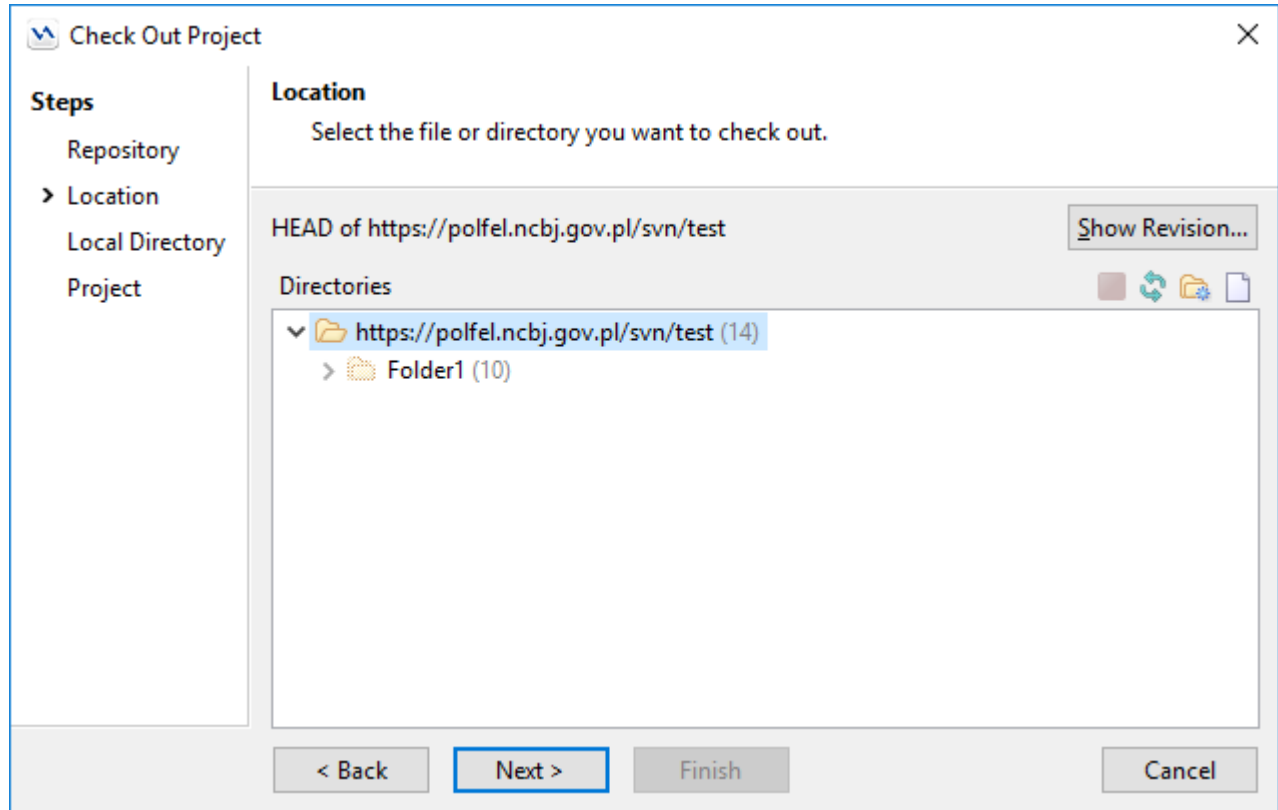 Check Out Project
Steps
Repository
Location
Local Directory
Project
Location
Select the file or directory you want to check out.
HEAD of https://polfel.ncbj.gov.pl/svn/test
Show Revision...
Directories
https://polfel.ncbj.gov.pl/svn/test (14)
Folder1 (10)
< Back
Next >
Finish
Cancel